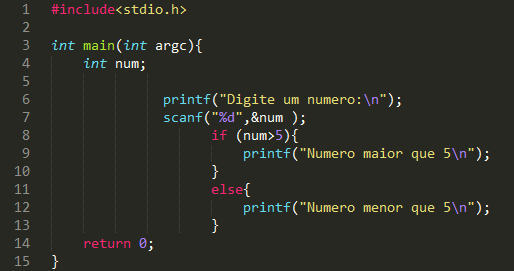 1 #include<stdio.h>
2
3 int main(int argc){
4     int num;
5
6               printf("Digite um numero:\n");
7               scanf("%d",&num );
8                     if (num>5){
9                         printf("Numero maior que 5\n");
10                     }
11                     else{
12                         printf("Numero menor que 5\n");
13                     }
14     return 0;
15 }